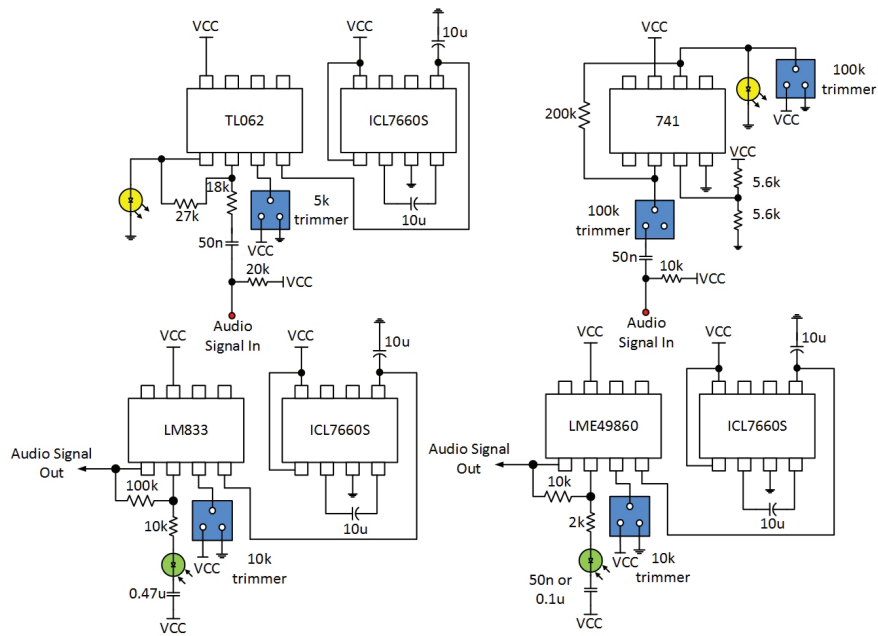 VCC
VCC
10u
TL062
ICL7660S
18k
27k
5k
trimmer
10u
50n
VCC
20k
VCC
Audio
Signal In
VCC
100k
trimmer
200k
741
VCC
VCC
5.6k
5.6k
100k
trimmer
50n
10k
VCC
Audio
Signal In
VCC
VCC
10u
LM833
ICL7660S
Audio Signal
Out
100k
10k
10u
VCC
10k
trimmer
0.47u
VCC
VCC
VCC
10u
LME49860
ICL7660S
Audio Signal
Out
10k
2k
10u
VCC
10k
trimmer
50n or
0.1u
VCC